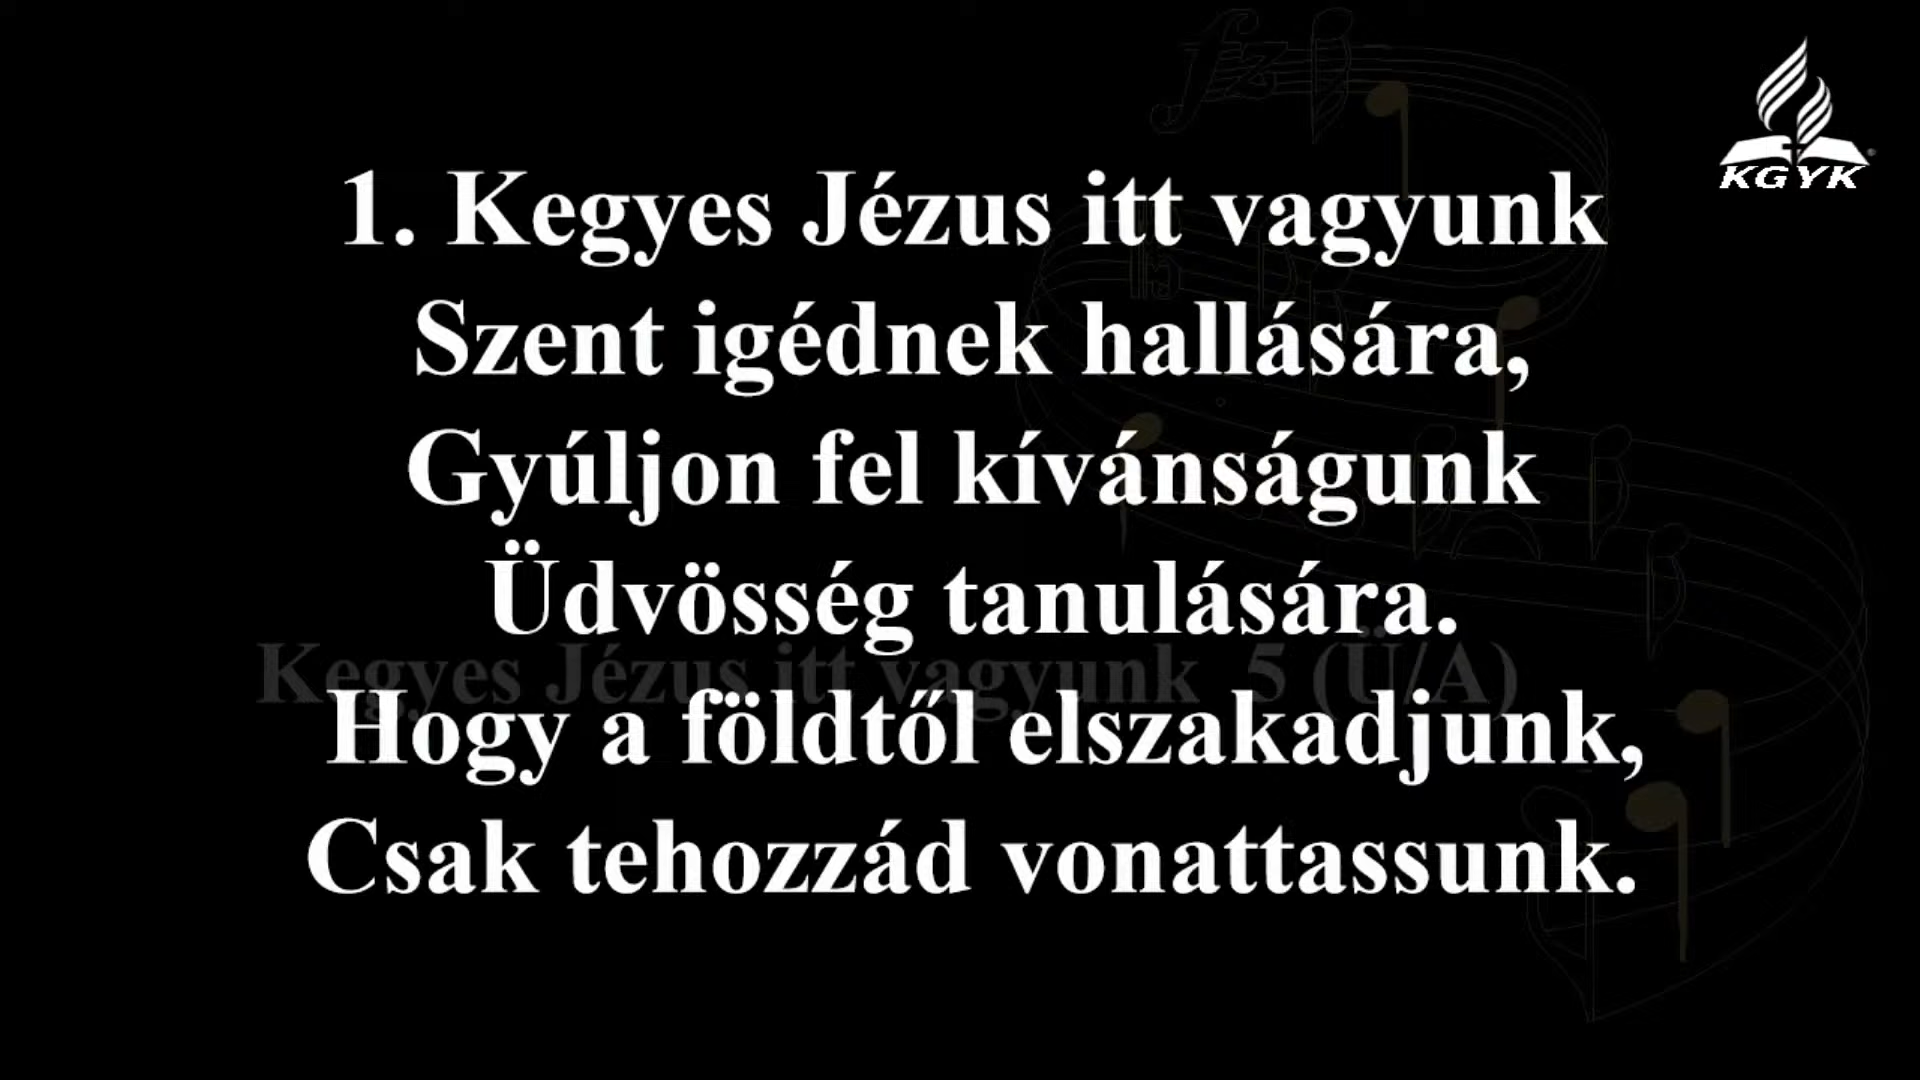 KGYK
1. Kegyes Jézus itt vagyunk
Szent igédnek hallására,
Gyúljon fel kívánságunk
Üdvösség tanulására.
Kegyes Jézus itt vagyunk 5 (Ü/A)
Hogy a földtől elszakadjunk,
Csak tehozzád vonattassunk.